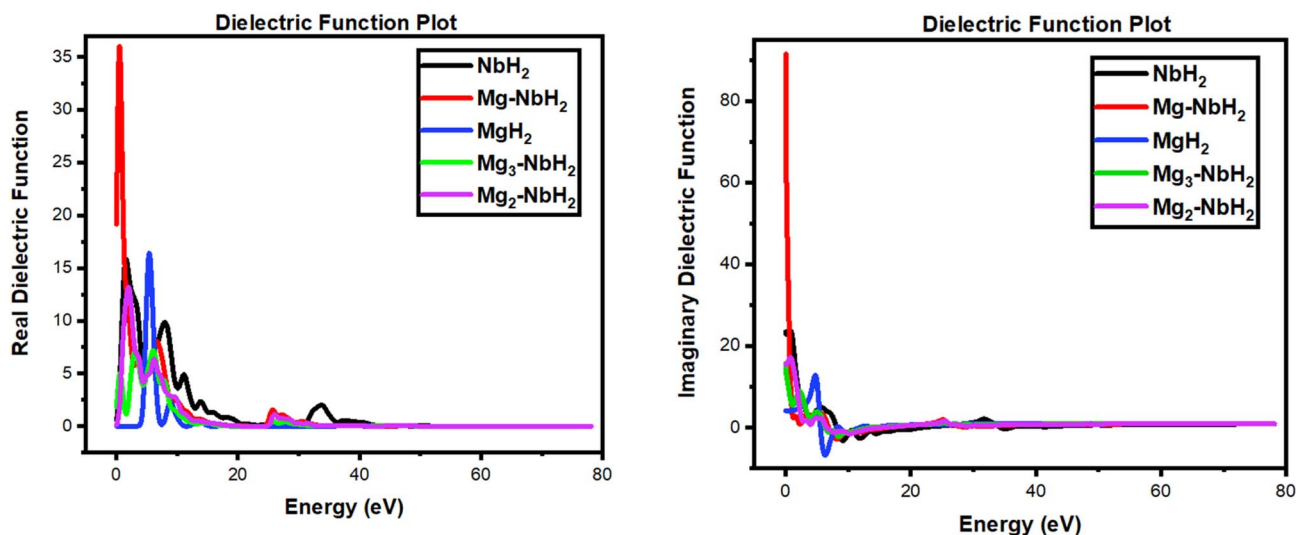 Dielectric Function Plot
Real Dielectric Function
35
30
25
20
15
10
5
0
NbH₂
Mg-NbH₂
MgH₂
Mg₃-NbH₂
Mg₂-NbH₂
0 20 40 60 80
Energy (eV)
Dielectric Function Plot
Imaginary Dielectric Function
80
60
40
20
0
NbH₂
Mg-NbH₂
MgH₂
Mg₃-NbH₂
Mg₂-NbH₂
0 20 40 60 80
Energy (eV)